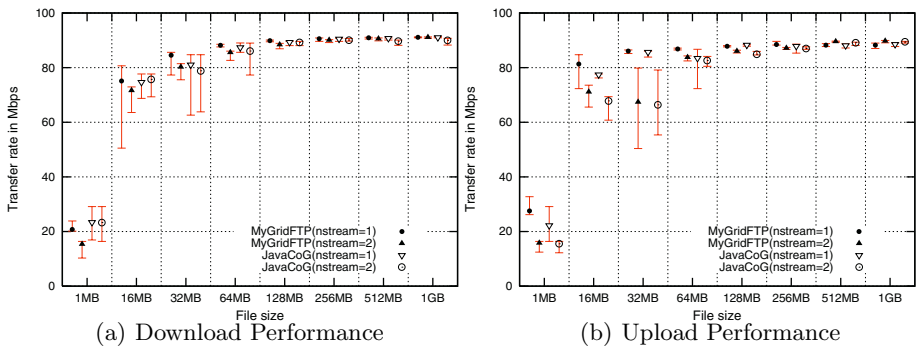 100
80
60
40
20
0
Transfer rate in Mbps
MyGridFTP(nstream=1)
MyGridFTP(nstream=2)
JavaCoG(nstream=1)
JavaCoG(nstream=2)
1MB 16MB 32MB 64MB 128MB 256MB 512MB 1GB
File size
(a) Download Performance
100
80
60
40
20
0
Transfer rate in Mbps
MyGridFTP(nstream=1)
MyGridFTP(nstream=2)
JavaCoG(nstream=1)
JavaCoG(nstream=2)
1MB 16MB 32MB 64MB 128MB 256MB 512MB 1GB
File size
(b) Upload Performance